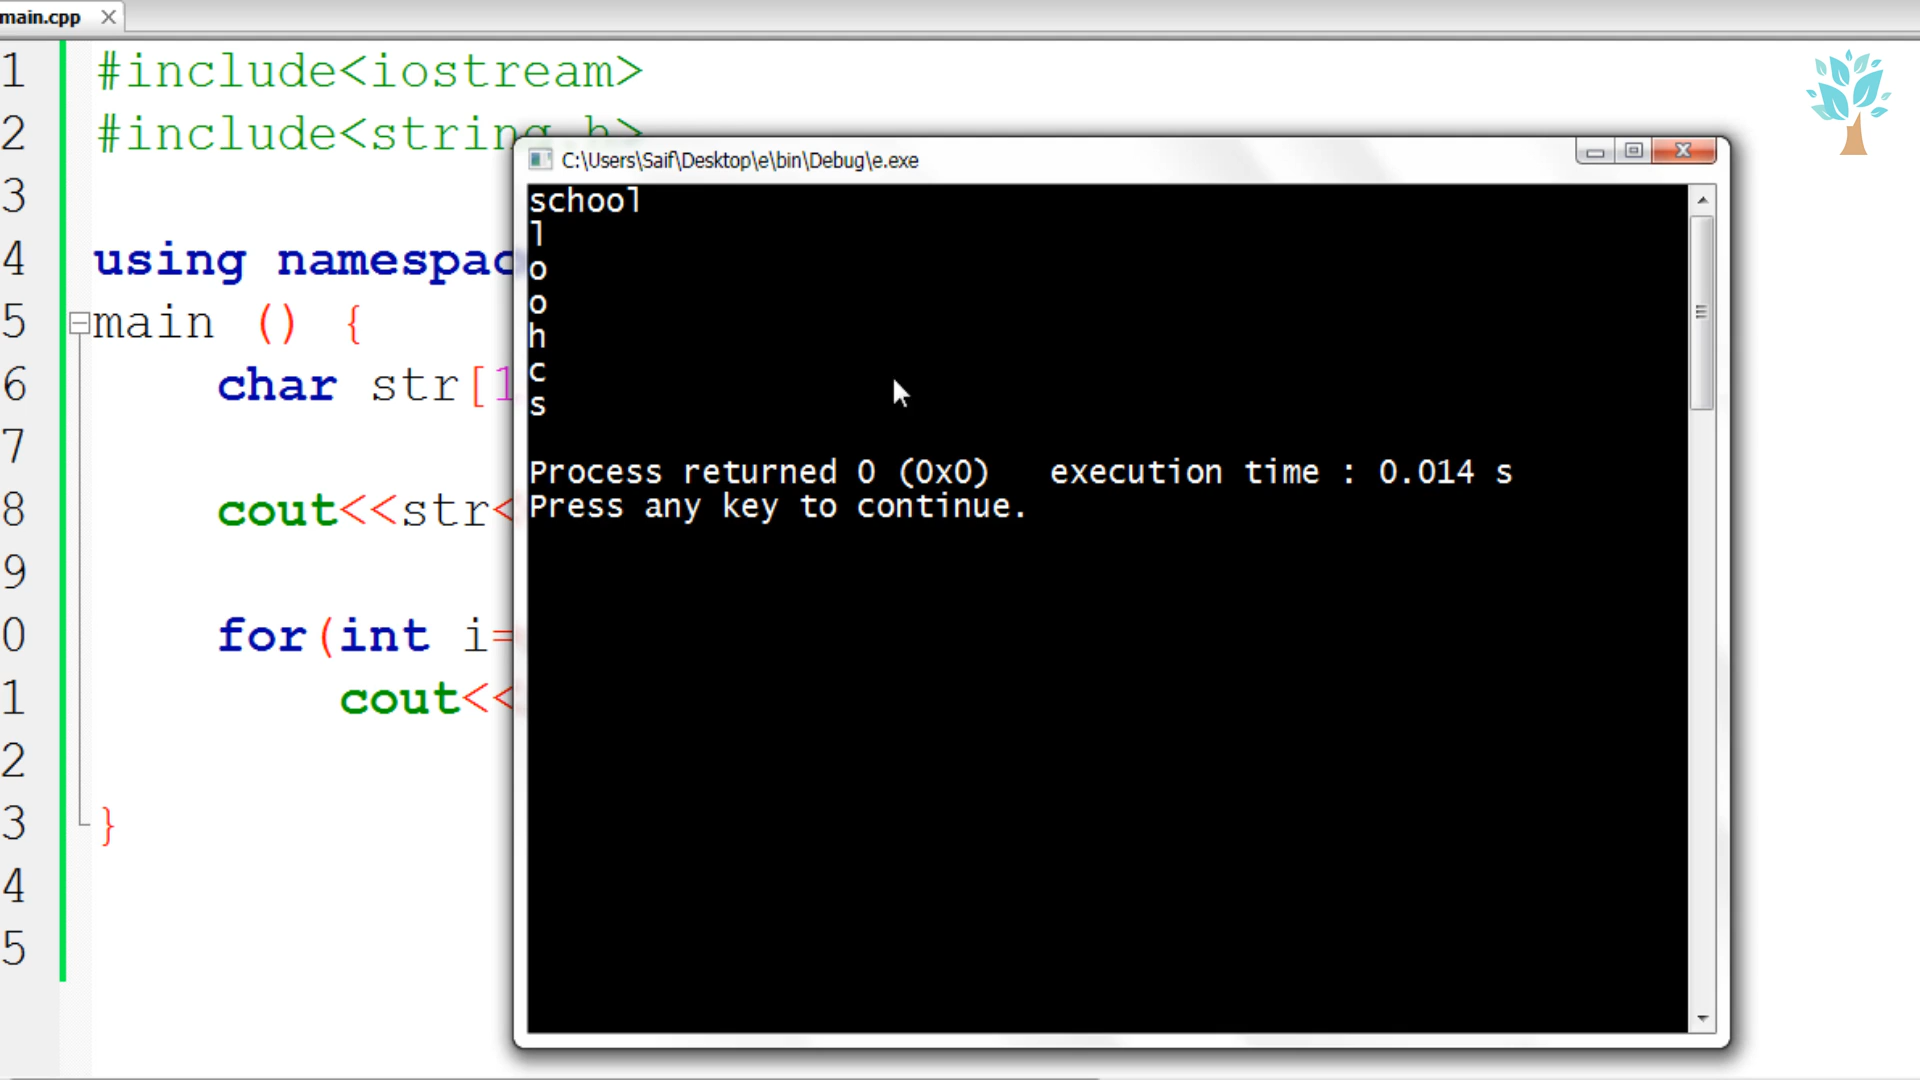 main.cpp
1 #include<iostream>
2 #include<string.h>
3
4 using namespac
5 main () {
6 char str[1
7
8 cout<<str<
9
0 for(int i=
1 cout<<
2
3 }
4
5
C:\Users\Saif\Desktop\e\bin\Debug\e.exe
school
l
o
o
h
c
s
Process returned 0 (0x0) execution time : 0.014 s
Press any key to continue.